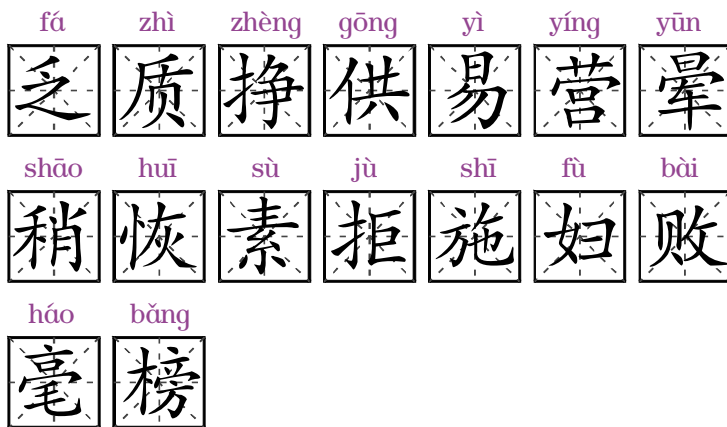 fá zhì zhèng gōng yì yíng yūn
乏 质 挣 供 易 营 晕
shāo huī sù jù shī fù bài
稍 恢 素 拒 施 妇 败
háo bǎng
毫 榜